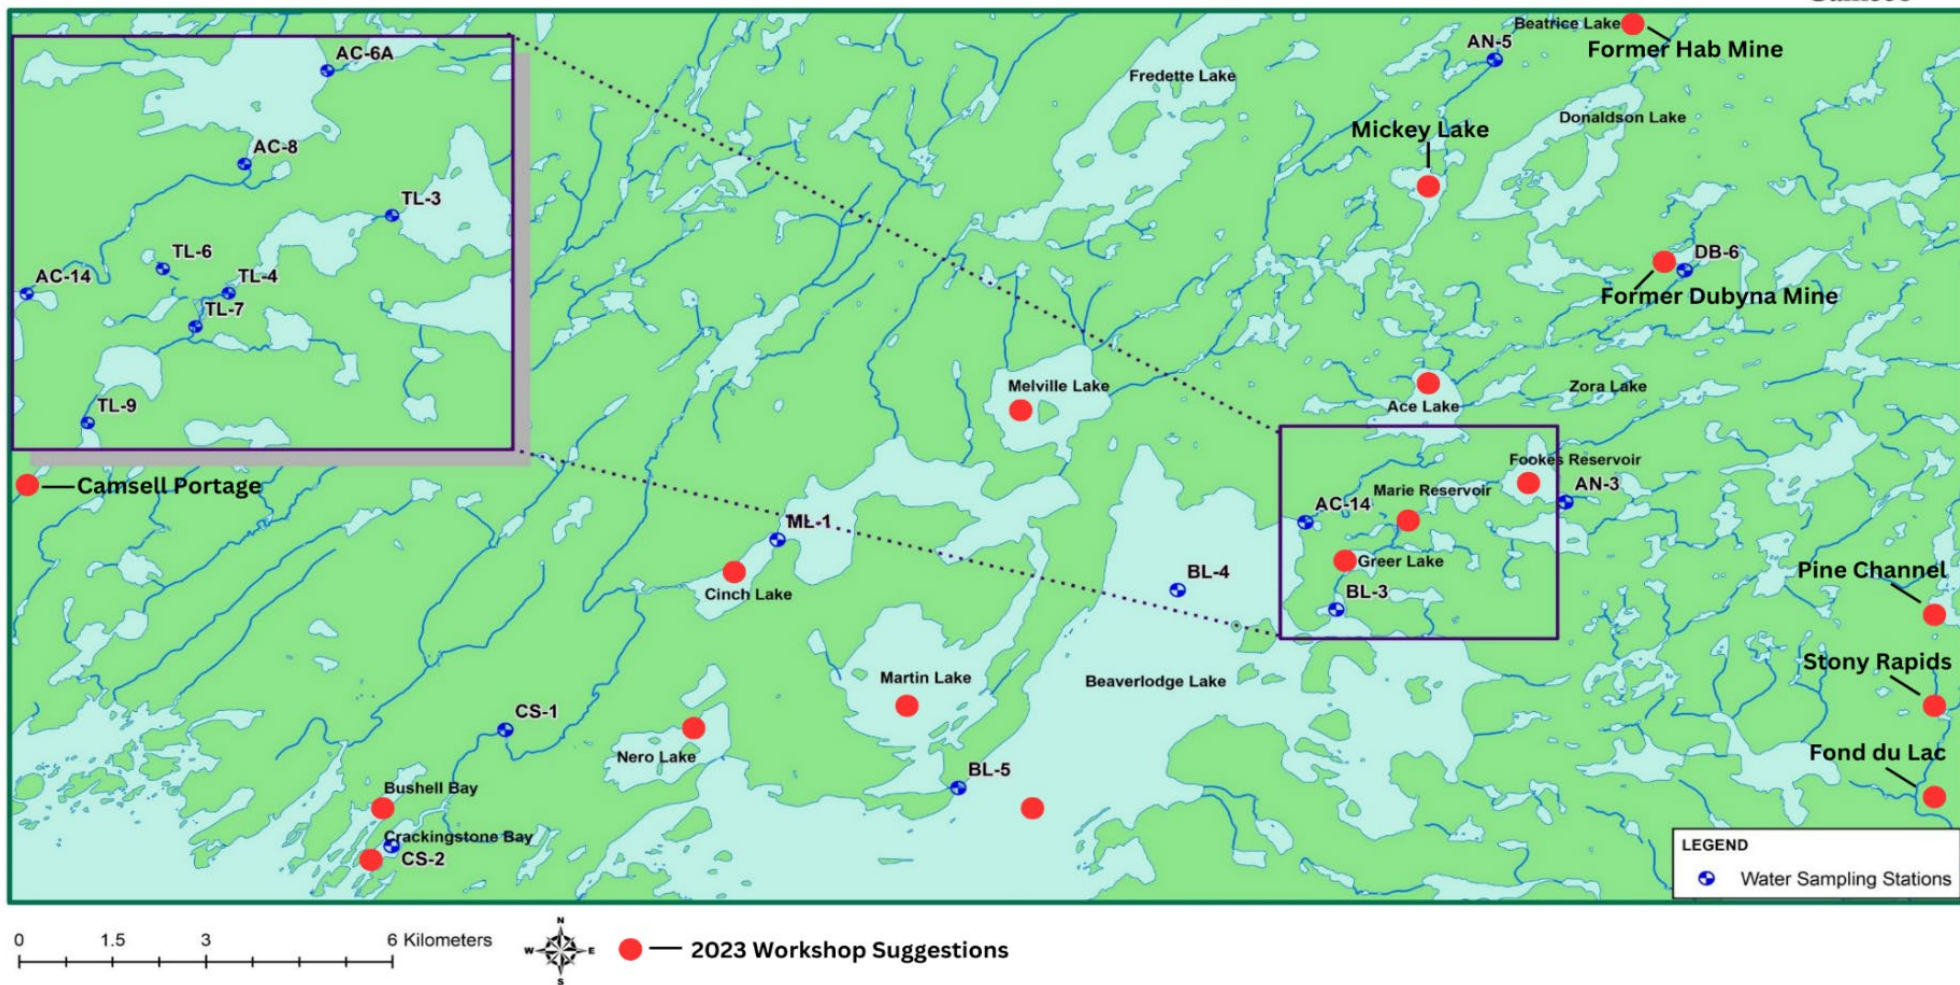 Beatrice Lake
Former Hab Mine
AN-5
AC-6A
Fredette Lake
Donaldson Lake
Mickey Lake
AC-8
TL-3
TL-6
DB-6
AC-14
TL-4
Former Dubyna Mine
TL-7
Melville Lake
Zora Lake
TL-9
Ace Lake
Fookes Reservoir
Camsell Portage
AN-3
Marie Reservoir
AC-14
ML-1
Greer Lake
Pine Channel
BL-4
BL-3
Cinch Lake
Stony Rapids
Martin Lake
Beaverlodge Lake
CS-1
Nero Lake
Fond du Lac
BL-5
Bushell Bay
Crackingstone Bay
CS-2
LEGEND
Water Sampling Stations
0 1.5 3 6 Kilometers
N
W E
S
2023 Workshop Suggestions